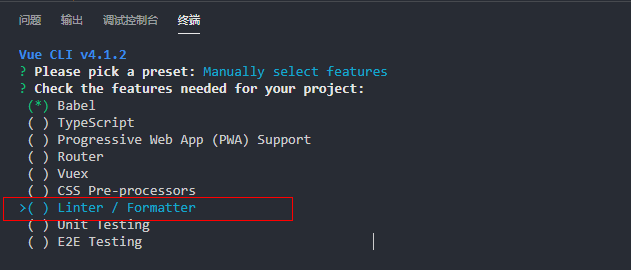 问题 输出 调试控制台 终端
Vue CLI v4.1.2
? Please pick a preset: Manually select features
? Check the features needed for your project:
(*) Babel
( ) TypeScript
( ) Progressive Web App (PWA) Support
( ) Router
( ) Vuex
( ) CSS Pre-processors
>( ) Linter / Formatter
( ) Unit Testing
( ) E2E Testing